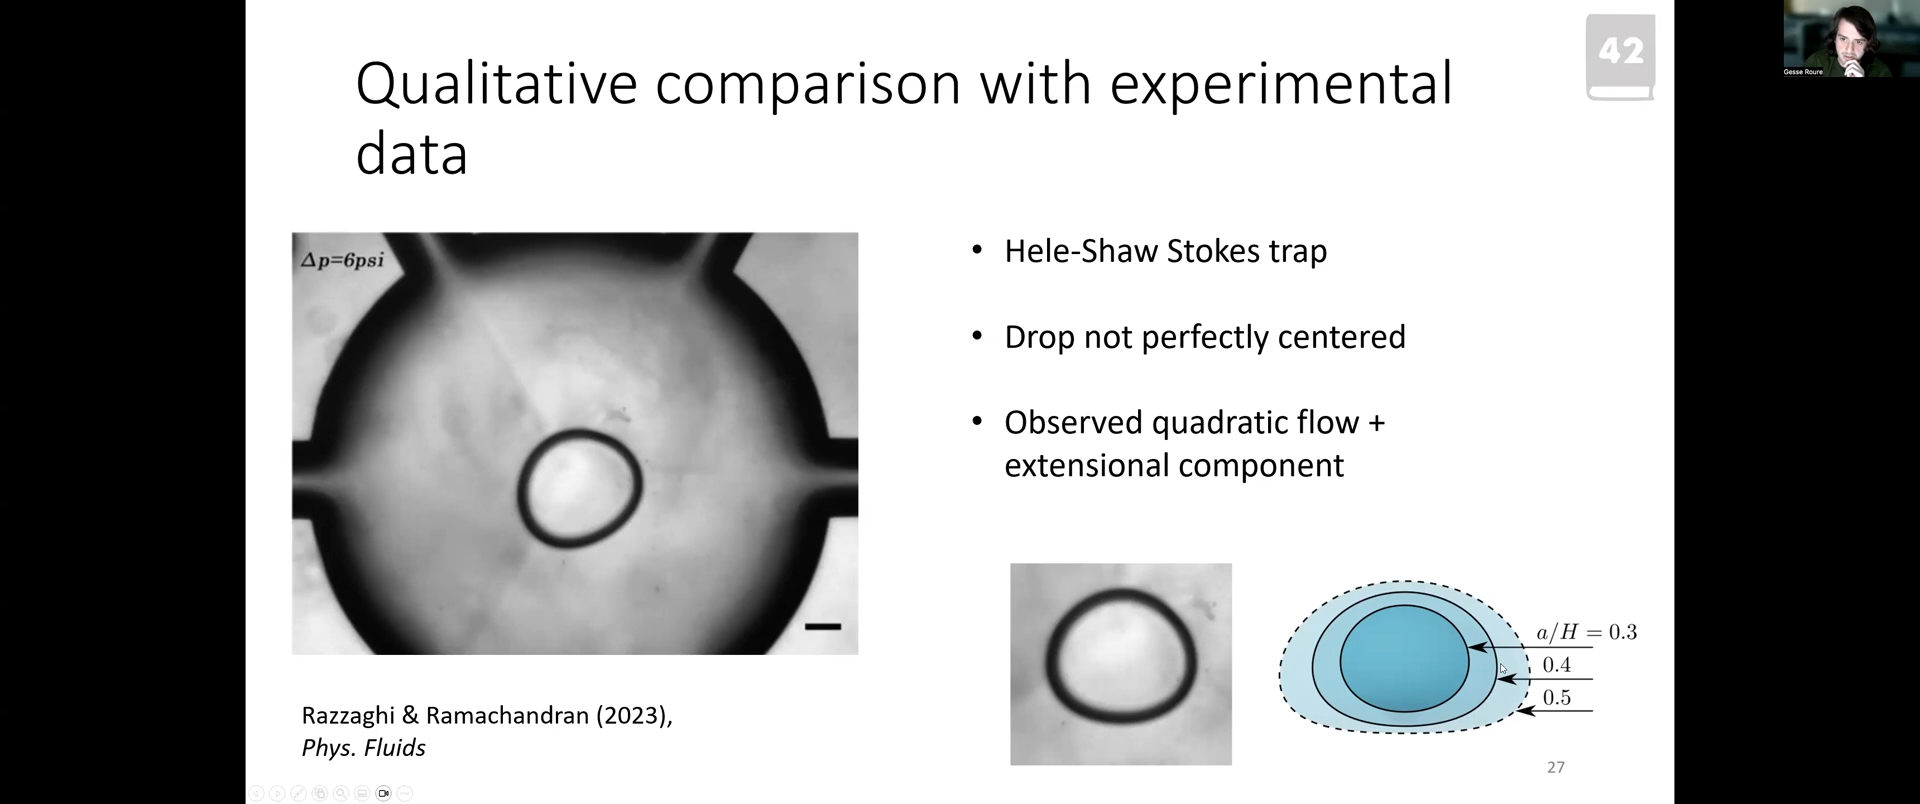 Qualitative comparison with experimental
data
42
Gesse Roure
Δp=6psi
• Hele-Shaw Stokes trap
• Drop not perfectly centered
• Observed quadratic flow +
extensional component
a/H = 0.3
0.4
0.5
Razzaghi & Ramachandran (2023),
Phys. Fluids
27